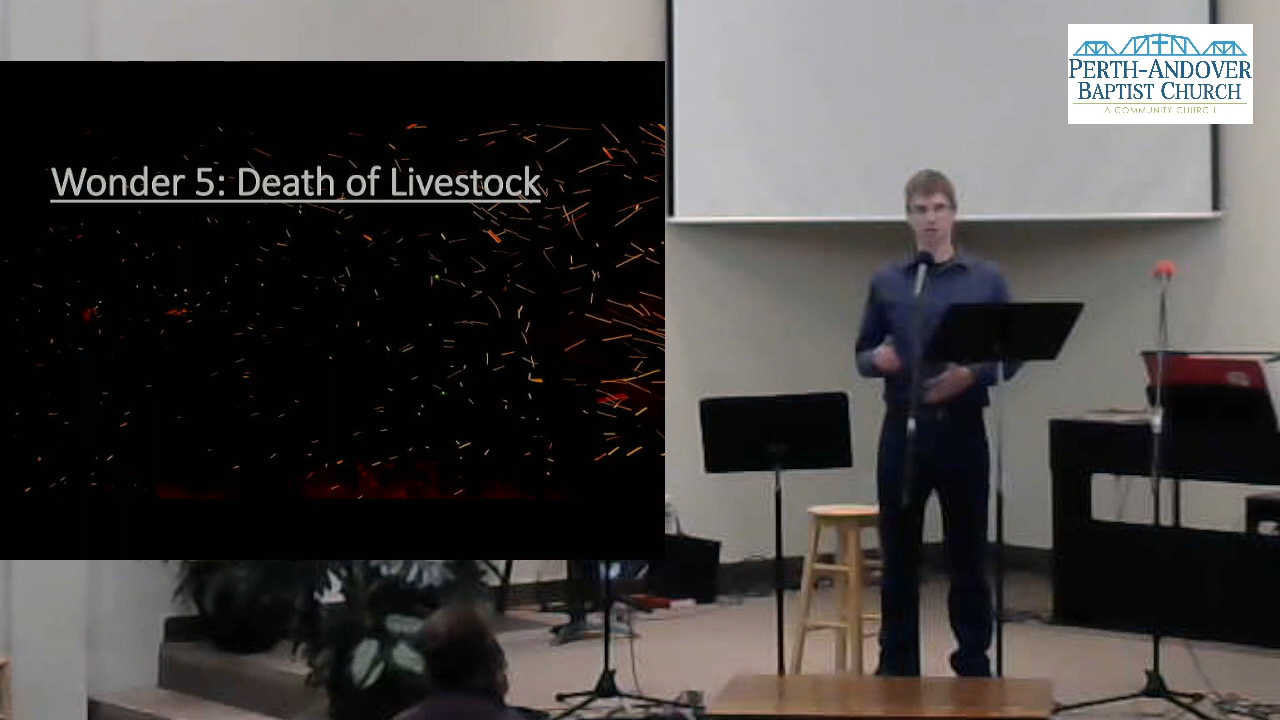 Wonder 5: Death of Livestock
PERTH-ANDOVER
BAPTIST CHURCH
A COMMUNITY CHURCH